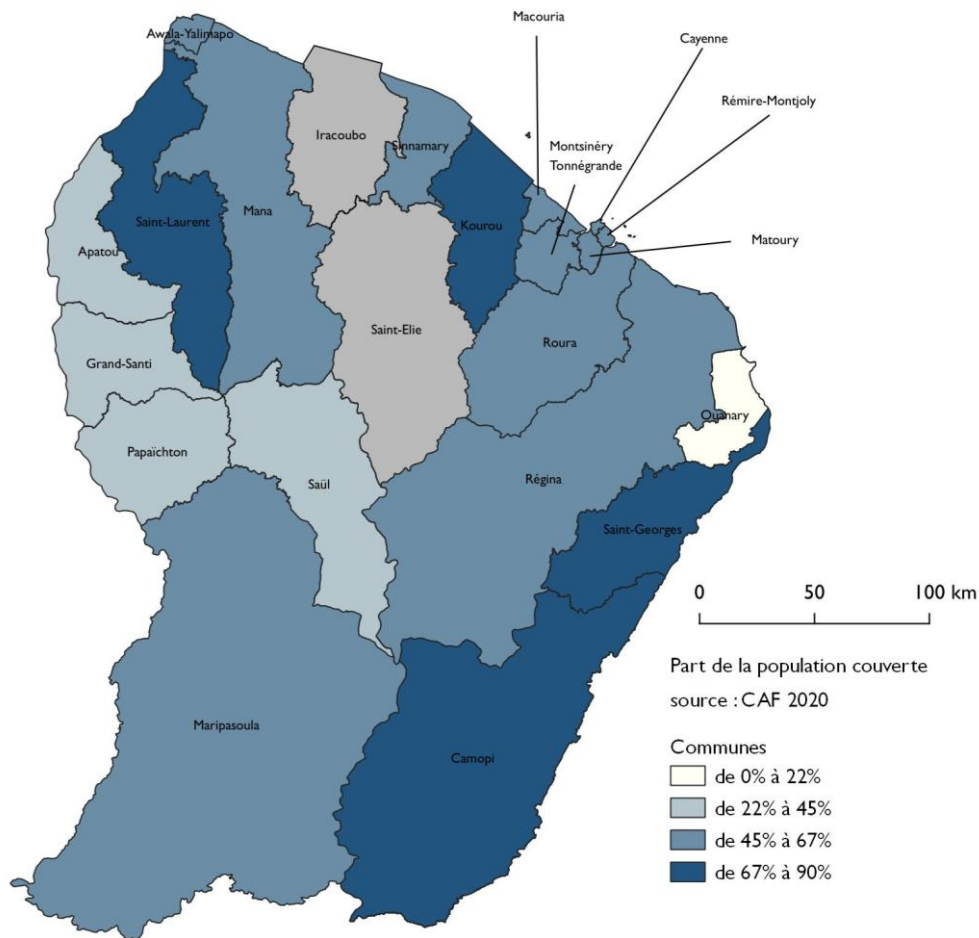 Macouria
Cayenne
Awala-Yalimapo
Rémire-Montjoly
Iracoubo
Sinnamary
Montsinéry
Tonnégrande
Mana
Saint-Laurent
Kourou
Matoury
Apatou
Saint-Elie
Roura
Grand-Santi
Ouanary
Papaïchton
Saül
Régina
Saint-Georges
0 50 100 km
Part de la population couverte
source : CAF 2020
Maripasoula
Camopi
Communes
de 0% à 22%
de 22% à 45%
de 45% à 67%
de 67% à 90%